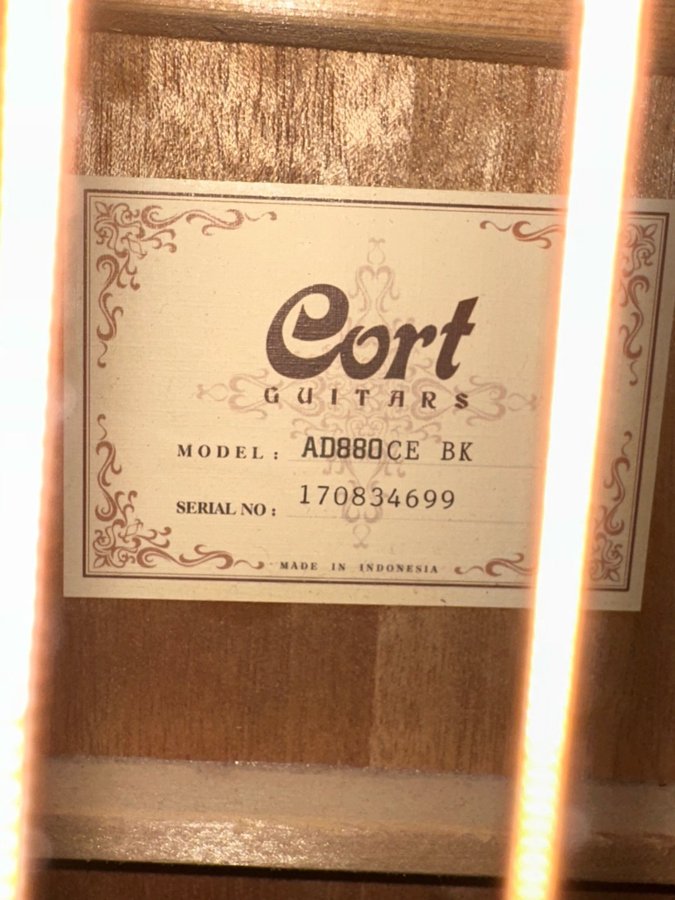 Cort
GUITARS
MODEL: AD880CE BK
SERIAL NO: 170834699
MADE IN INDONESIA